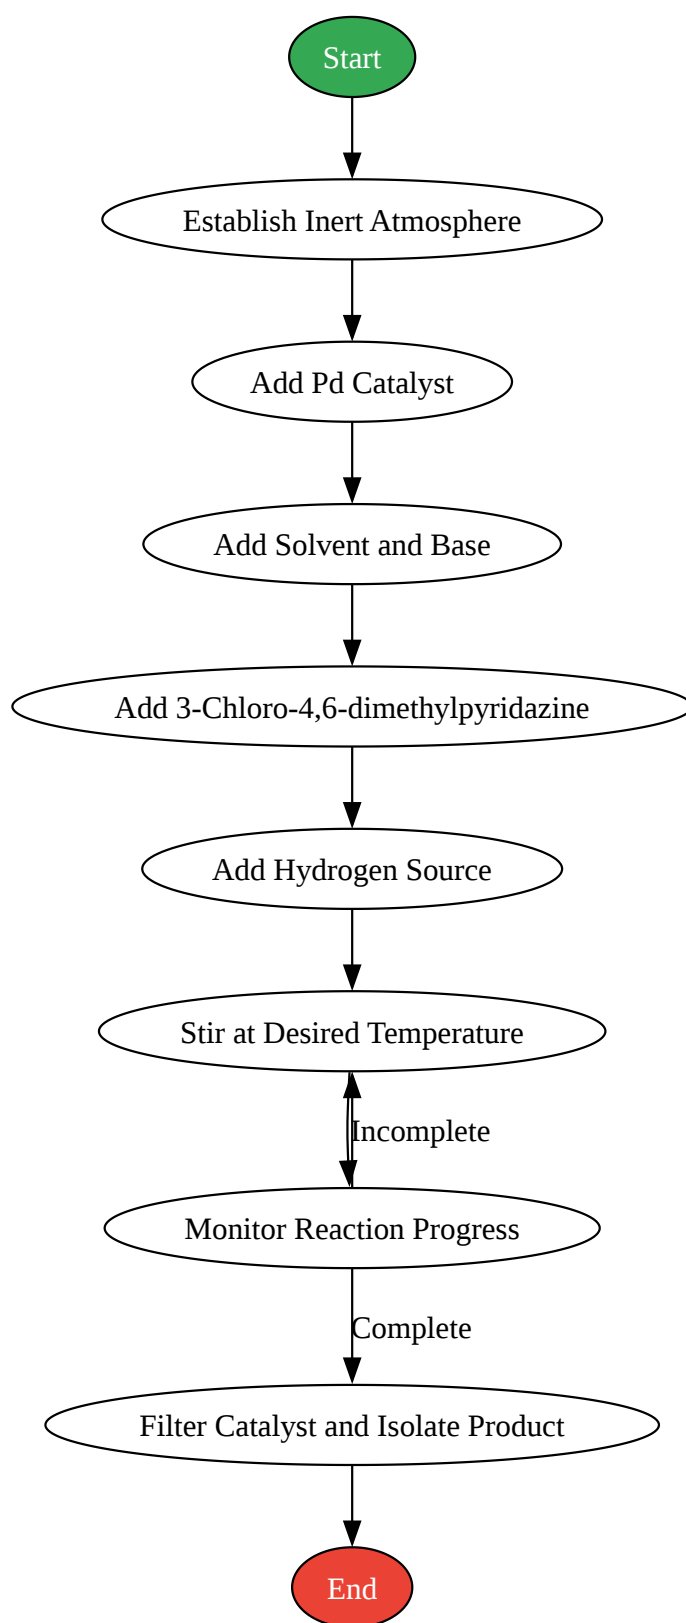 Start
Establish Inert Atmosphere
Add Pd Catalyst
Add Solvent and Base
Add 3-Chloro-4,6-dimethylpyridazine
Add Hydrogen Source
Stir at Desired Temperature
Incomplete
Monitor Reaction Progress
Complete
Filter Catalyst and Isolate Product
End